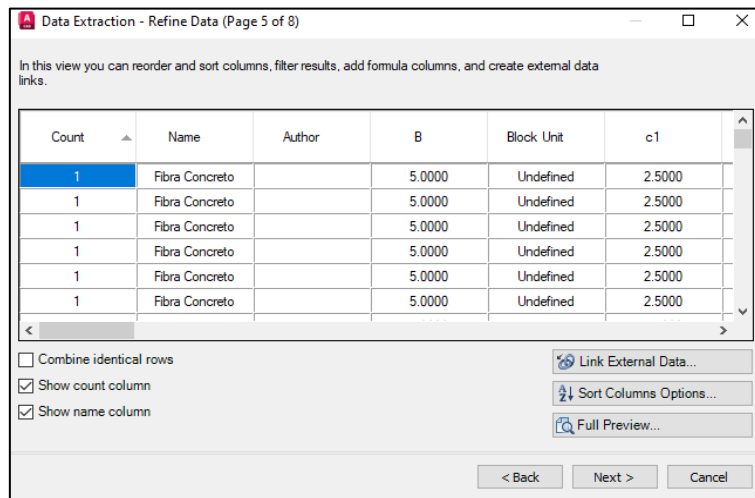 Data Extraction - Refine Data (Page 5 of 8)
In this view you can reorder and sort columns, filter results, add formula columns, and create external data
links.
Count Name Author B Block Unit c1
1 Fibra Concreto 5.0000 Undefined 2.5000
1 Fibra Concreto 5.0000 Undefined 2.5000
1 Fibra Concreto 5.0000 Undefined 2.5000
1 Fibra Concreto 5.0000 Undefined 2.5000
1 Fibra Concreto 5.0000 Undefined 2.5000
1 Fibra Concreto 5.0000 Undefined 2.5000
Combine identical rows
Link External Data...
Show count column
Sort Columns Options...
Show name column
Full Preview...
< Back Next > Cancel